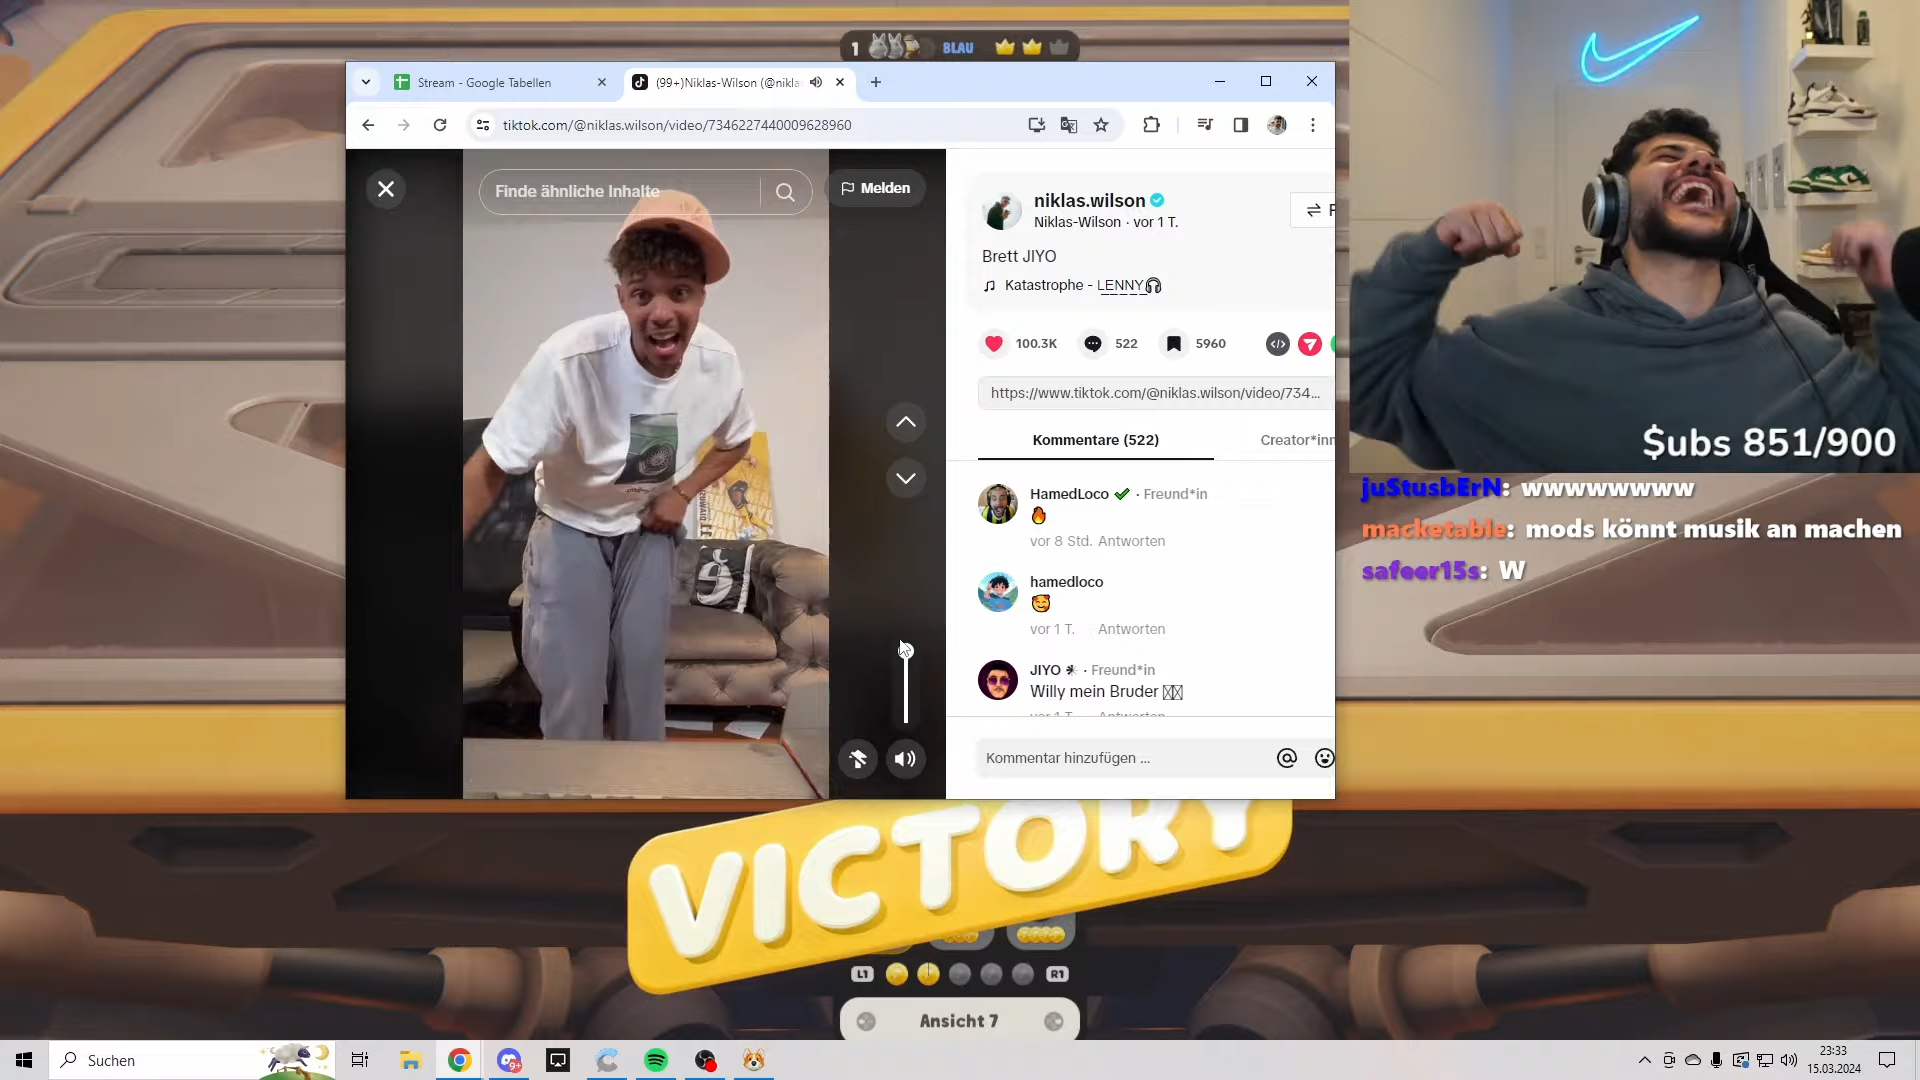 1 BLAU
Stream - Google Tabellen
(99+)Niklas-Wilson (@nikla
tiktok.com/@niklas.wilson/video/7346227440009628960
Finde ähnliche Inhalte
Melden
niklas.wilson
Niklas-Wilson · vor 1 T.
Brett JIYO
Katastrophe - LENNY
100.3K
522
5960
https://www.tiktok.com/@niklas.wilson/video/734...
Kommentare (522)
Creator*inn
HamedLoco · Freund*in
vor 8 Std. Antworten
hamedloco
vor 1 T. Antworten
JIYO · Freund*in
Willy mein Bruder
vor 1 T. Antworten
Kommentar hinzufügen ...
$ubs 851/900
juStusbErN: wwwwwwww
macketable: mods könnt musik an machen
safeer15s: W
VICTORY
L1
R1
Ansicht 7
Suchen
9+
23:33
15.03.2024